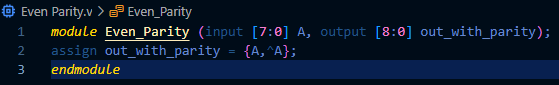 Even Parity.v > Even_Parity
1 module Even_Parity (input [7:0] A, output [8:0] out_with_parity);
2 assign out_with_parity = {A,^A};
3 endmodule